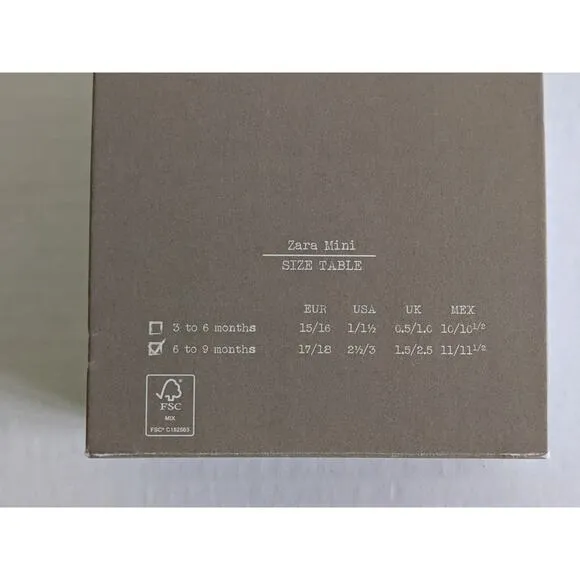 Zara Mini
SIZE TABLE
EUR USA UK MEX
3 to 6 months 15/16 1/1½ 0.5/1.0 10/10¹/²
6 to 9 months 17/18 2½/3 1.5/2.5 11/11¹/²
FSC
MIX